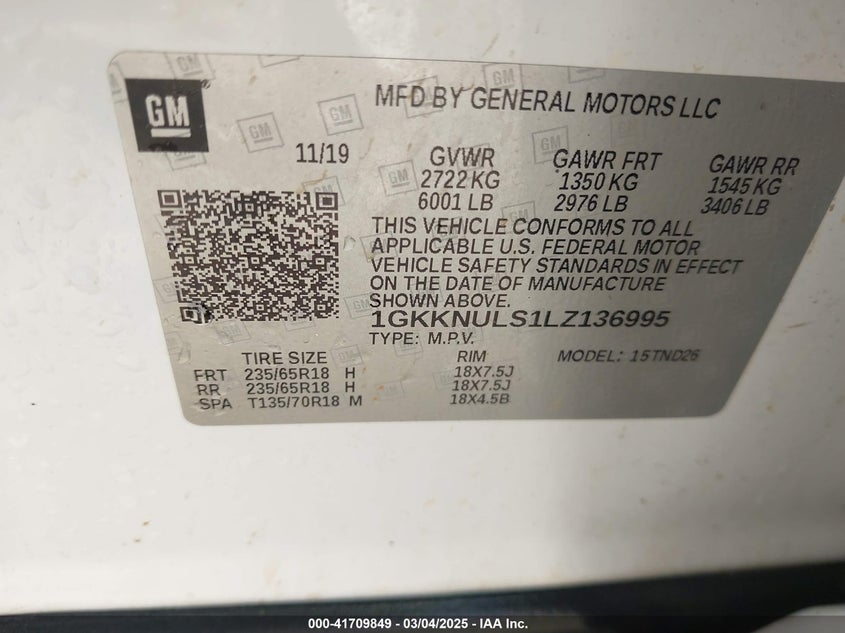 GM
MFD BY GENERAL MOTORS LLC
11/19
GVWR
2722 KG
6001 LB
GAWR FRT
1350 KG
2976 LB
GAWR RR
1545 KG
3406 LB
THIS VEHICLE CONFORMS TO ALL
APPLICABLE U.S. FEDERAL MOTOR
VEHICLE SAFETY STANDARDS IN EFFECT
ON THE DATE OF MANUFACTURE
SHOWN ABOVE.
1GKKNULS1LZ136995
TYPE: M.P.V.
MODEL: 15TND26
TIRE SIZE
RIM
FRT 235/65R18 H 18X7.5J
RR 235/65R18 H 18X7.5J
SPA T135/70R18 M 18X4.5B
000-41709849 — 03/04/2025 — IAA Inc.